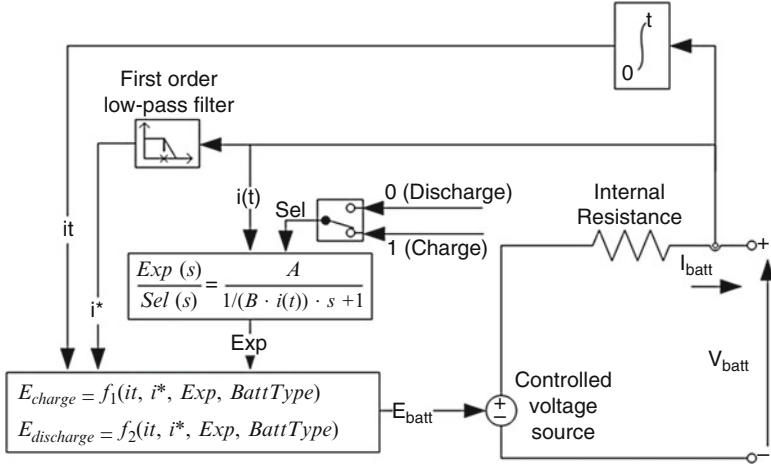 t
0
First order
low-pass filter
i(t)
Sel
0 (Discharge)
1 (Charge)
Internal
Resistance
it
i*
+
I_batt
Exp (s) / Sel (s) = A / 1/(B · i(t)) · s +1
Exp
V_batt
E_charge = f_1(it, i*, Exp, BattType)
E_discharge = f_2(it, i*, Exp, BattType)
E_batt
+
−
Controlled
voltage
source
−